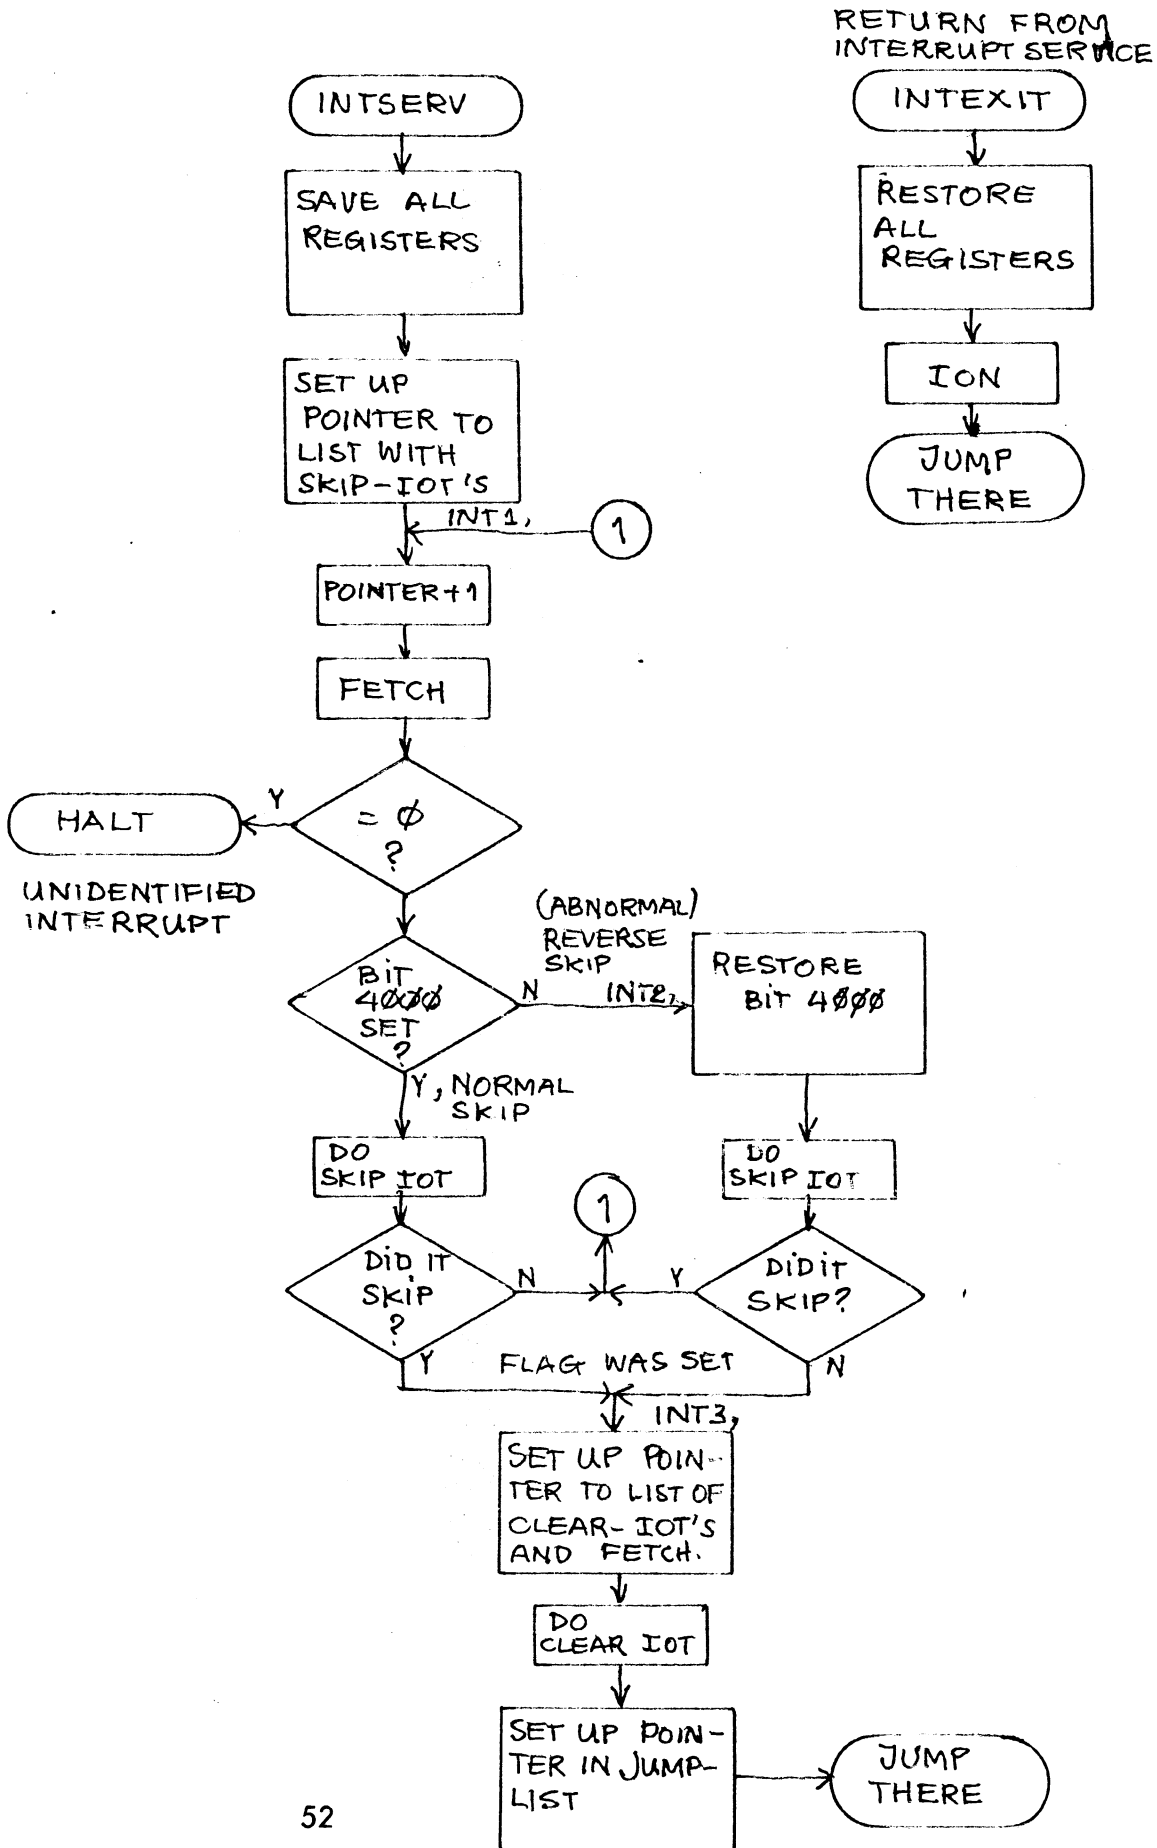 INTSERV
SAVE ALL
REGISTERS
SET UP
POINTER TO
LIST WITH
SKIP-IOT'S
INT1,
1
POINTER+1
FETCH
= Ø
?
Y
HALT
UNIDENTIFIED
INTERRUPT
BIT
4ØØØ
SET
?
N
(ABNORMAL)
REVERSE
SKIP
INT2,
RESTORE
BIT 4ØØØ
Y, NORMAL
SKIP
DO
SKIP IOT
DO
SKIP IOT
1
DID IT
SKIP
?
N
Y
DID IT
SKIP?
Y
FLAG WAS SET
N
INT3,
SET UP POIN-
TER TO LIST OF
CLEAR-IOT'S
AND FETCH.
DO
CLEAR IOT
SET UP POIN-
TER IN JUMP-
LIST
JUMP
THERE
RETURN FROM
INTERRUPT SERVICE
INTEXIT
RESTORE
ALL
REGISTERS
ION
JUMP
THERE
52